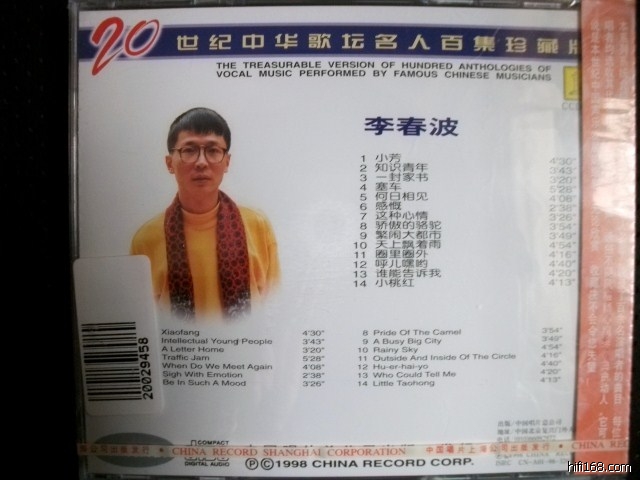 20世纪中华歌坛名人百集珍藏版
THE TREASURABLE VERSION OF HUNDRED ANTHOLOGIES OF
VOCAL MUSIC PERFORMED BY FAMOUS CHINESE MUSICIANS
李春波
1 小芳 4'30"
2 知识青年 3'43"
3 一封家书 3'20"
4 塞车 5'28"
5 何日相见 4'08"
6 感慨 2'38"
7 这种心情 3'26"
8 骄傲的骆驼 3'54"
9 繁闹大都市 3'49"
10 天上飘着雨 4'54"
11 圈里圈外 4'16"
12 呼儿嘿哟 4'40"
13 谁能告诉我 4'20"
14 小桃红 4'13"
Xiaofang 4'30"
Intellectual Young People 3'43"
A Letter Home 3'20"
Traffic Jam 5'28"
When Do We Meet Again 4'08"
Sigh With Emotion 2'38"
Be In Such A Mood 3'26"
8 Pride Of The Camel 3'54"
9 A Busy Big City 3'49"
10 Rainy Sky 4'54"
11 Outside And Inside Of The Circle 4'16"
12 Hu-er-hai-yo
13 Who Could Tell Me 4'20"
14 Little Taohong 4'13"
20029458
CHINA RECORD SHANGHAI CORPORATION
中国唱片上海公司出版发行
COMPACT
DIGITAL AUDIO
Ⓟ©1998 CHINA RECORD CORP.
hifi168.com